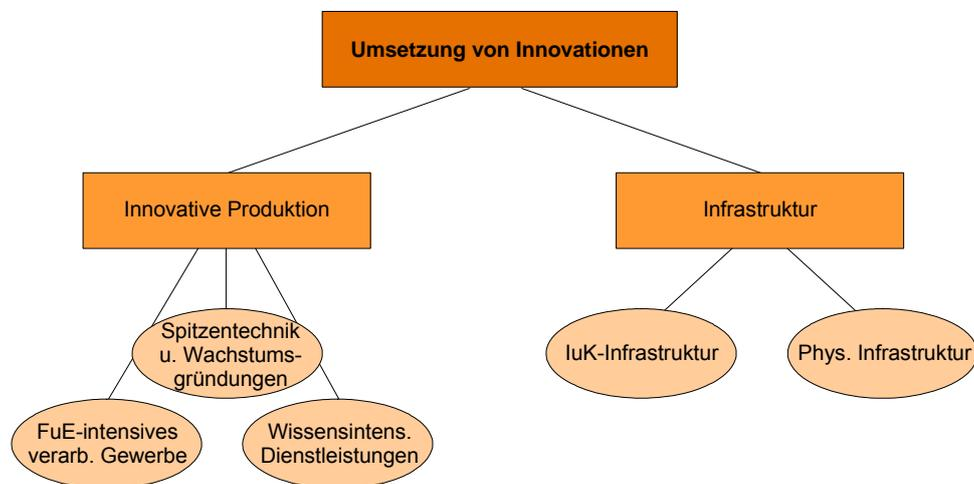 Umsetzung von Innovationen
Innovative Produktion
Infrastruktur
Spitzentechnik
u. Wachstums-
gründungen
IuK-Infrastruktur
Phys. Infrastruktur
FuE-intensives
verarb. Gewerbe
Wissensintens.
Dienstleistungen